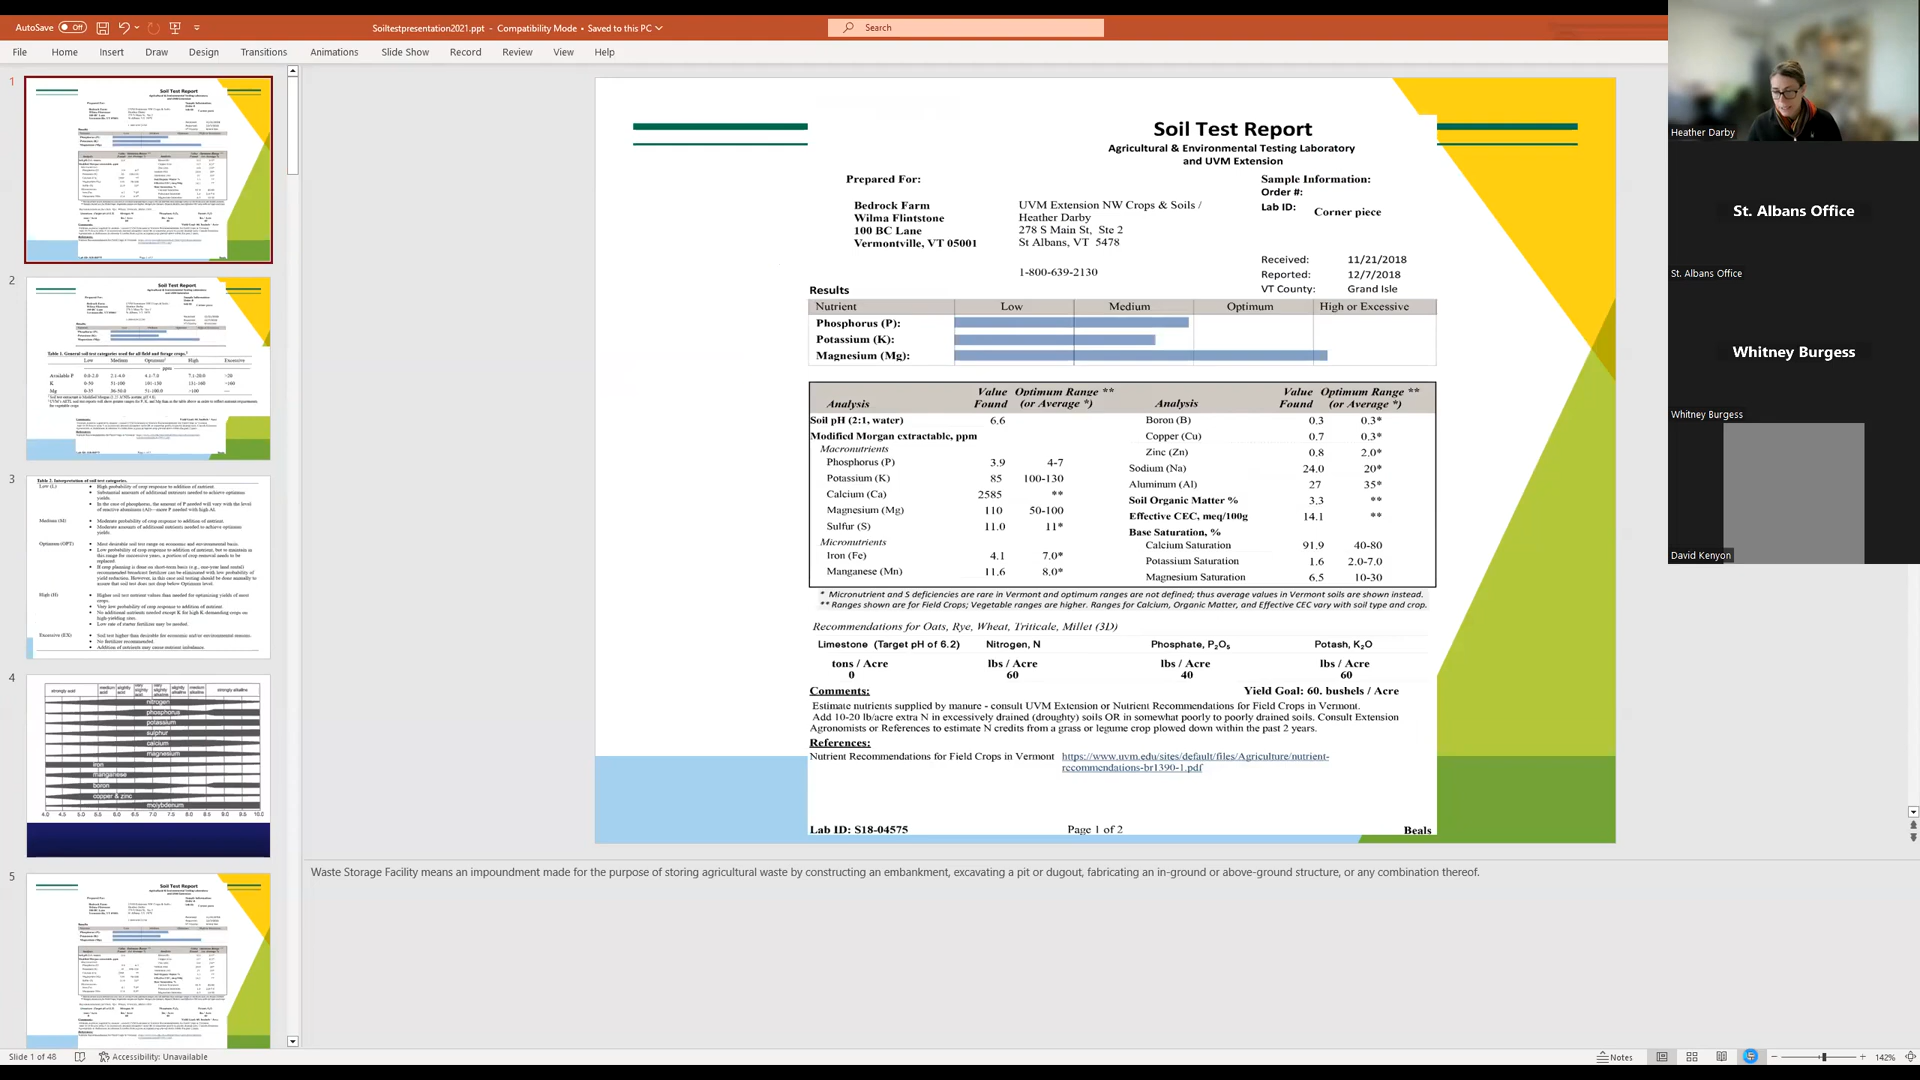 AutoSave Off
Soiltestpresentation2021.ppt - Compatibility Mode • Saved to this PC
Search
File Home Insert Draw Design Transitions Animations Slide Show Record Review View Help
1
2
3
4
5
Soil Test Report
Agricultural & Environmental Testing Laboratory
and UVM Extension
Prepared For:
Bedrock Farm
Wilma Flintstone
100 BC Lane
Vermontville, VT 05001
UVM Extension NW Crops & Soils /
Heather Darby
278 S Main St, Ste 2
St Albans, VT 5478
1-800-639-2130
Sample Information:
Order #:
Lab ID: Corner piece
Received: 11/21/2018
Reported: 12/7/2018
VT County: Grand Isle
Results
Nutrient Low Medium Optimum High or Excessive
Phosphorus (P):
Potassium (K):
Magnesium (Mg):
Analysis Value Found Optimum Range ** (or Average *)
Soil pH (2:1, water) 6.6
Modified Morgan extractable, ppm
Macronutrients
Phosphorus (P) 3.9 4-7
Potassium (K) 85 100-130
Calcium (Ca) 2585 **
Magnesium (Mg) 110 50-100
Sulfur (S) 11.0 11*
Micronutrients
Iron (Fe) 4.1 7.0*
Manganese (Mn) 11.6 8.0*
Analysis Value Found Optimum Range ** (or Average *)
Boron (B) 0.3 0.3*
Copper (Cu) 0.7 0.3*
Zinc (Zn) 0.8 2.0*
Sodium (Na) 24.0 20*
Aluminum (Al) 27 35*
Soil Organic Matter % 3.3 **
Effective CEC, meq/100g 14.1 **
Base Saturation, %
Calcium Saturation 91.9 40-80
Potassium Saturation 1.6 2.0-7.0
Magnesium Saturation 6.5 10-30
* Micronutrient and S deficiencies are rare in Vermont and optimum ranges are not defined; thus average values in Vermont soils are shown instead.
** Ranges shown are for Field Crops; Vegetable ranges are higher. Ranges for Calcium, Organic Matter, and Effective CEC vary with soil type and crop.
Recommendations for Oats, Rye, Wheat, Triticale, Millet (3D)
Limestone (Target pH of 6.2) Nitrogen, N Phosphate, P₂O₅ Potash, K₂O
tons / Acre lbs / Acre lbs / Acre lbs / Acre
0 60 40 60
Comments: Yield Goal: 60. bushels / Acre
Estimate nutrients supplied by manure - consult UVM Extension or Nutrient Recommendations for Field Crops in Vermont.
Add 10-20 lb/acre extra N in excessively drained (droughty) soils OR in somewhat poorly to poorly drained soils. Consult Extension
Agronomists or References to estimate N credits from a grass or legume crop plowed down within the past 2 years.
References:
Nutrient Recommendations for Field Crops in Vermont https://www.uvm.edu/sites/default/files/Agriculture/nutrient-
recommendations-br1390-1.pdf
Lab ID: S18-04575 Page 1 of 2 Beals
Waste Storage Facility means an impoundment made for the purpose of storing agricultural waste by constructing an embankment, excavating a pit or dugout, fabricating an in-ground or above-ground structure, or any combination thereof.
Heather Darby
St. Albans Office
St. Albans Office
Whitney Burgess
Whitney Burgess
David Kenyon
Slide 1 of 48 Accessibility: Unavailable
Notes 142%